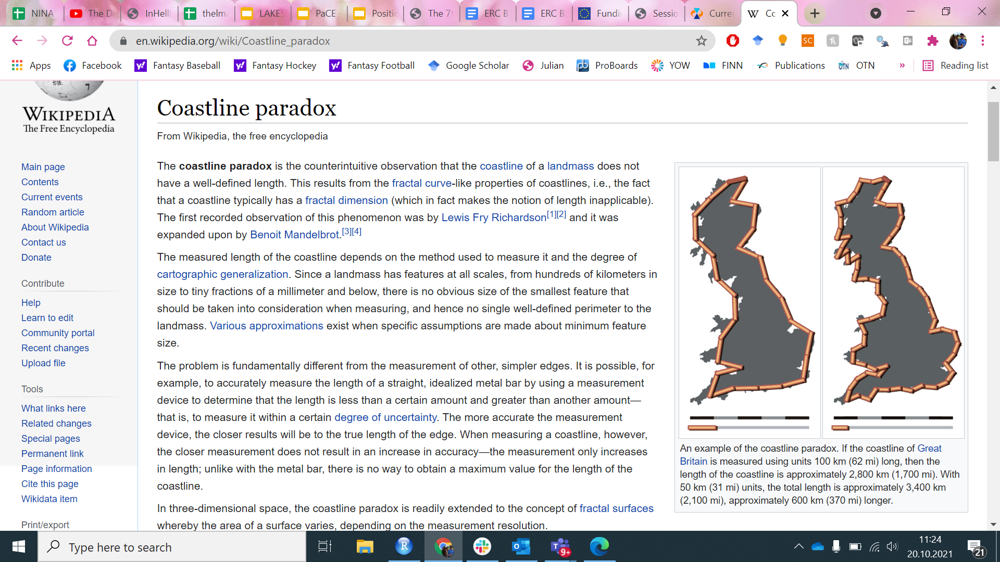 NINA
The D
InHell
thelma
LAKES
PaCE -
Positic
The 7t
ERC B
ERC B
Fundi
Sessio
Currer
W Co
en.wikipedia.org/wiki/Coastline_paradox
SC
Apps Facebook Fantasy Baseball Fantasy Hockey Fantasy Football Google Scholar Julian ProBoards YOW FINN Publications OTN » Reading list
WIKIPEDIA
The Free Encyclopedia
Main page
Contents
Current events
Random article
About Wikipedia
Contact us
Donate
Contribute
Help
Learn to edit
Community portal
Recent changes
Upload file
Tools
What links here
Related changes
Special pages
Permanent link
Page information
Cite this page
Wikidata item
Print/export
Coastline paradox
From Wikipedia, the free encyclopedia
The coastline paradox is the counterintuitive observation that the coastline of a landmass does not
have a well-defined length. This results from the fractal curve-like properties of coastlines, i.e., the fact
that a coastline typically has a fractal dimension (which in fact makes the notion of length inapplicable).
The first recorded observation of this phenomenon was by Lewis Fry Richardson[1][2] and it was
expanded upon by Benoit Mandelbrot.[3][4]
The measured length of the coastline depends on the method used to measure it and the degree of
cartographic generalization. Since a landmass has features at all scales, from hundreds of kilometers in
size to tiny fractions of a millimeter and below, there is no obvious size of the smallest feature that
should be taken into consideration when measuring, and hence no single well-defined perimeter to the
landmass. Various approximations exist when specific assumptions are made about minimum feature
size.
The problem is fundamentally different from the measurement of other, simpler edges. It is possible, for
example, to accurately measure the length of a straight, idealized metal bar by using a measurement
device to determine that the length is less than a certain amount and greater than another amount—
that is, to measure it within a certain degree of uncertainty. The more accurate the measurement
device, the closer results will be to the true length of the edge. When measuring a coastline, however,
the closer measurement does not result in an increase in accuracy—the measurement only increases
in length; unlike with the metal bar, there is no way to obtain a maximum value for the length of the
coastline.
In three-dimensional space, the coastline paradox is readily extended to the concept of fractal surfaces
whereby the area of a surface varies, depending on the measurement resolution.
An example of the coastline paradox. If the coastline of Great
Britain is measured using units 100 km (62 mi) long, then the
length of the coastline is approximately 2,800 km (1,700 mi). With
50 km (31 mi) units, the total length is approximately 3,400 km
(2,100 mi), approximately 600 km (370 mi) longer.
Type here to search
R
9+
11:24
20.10.2021
21